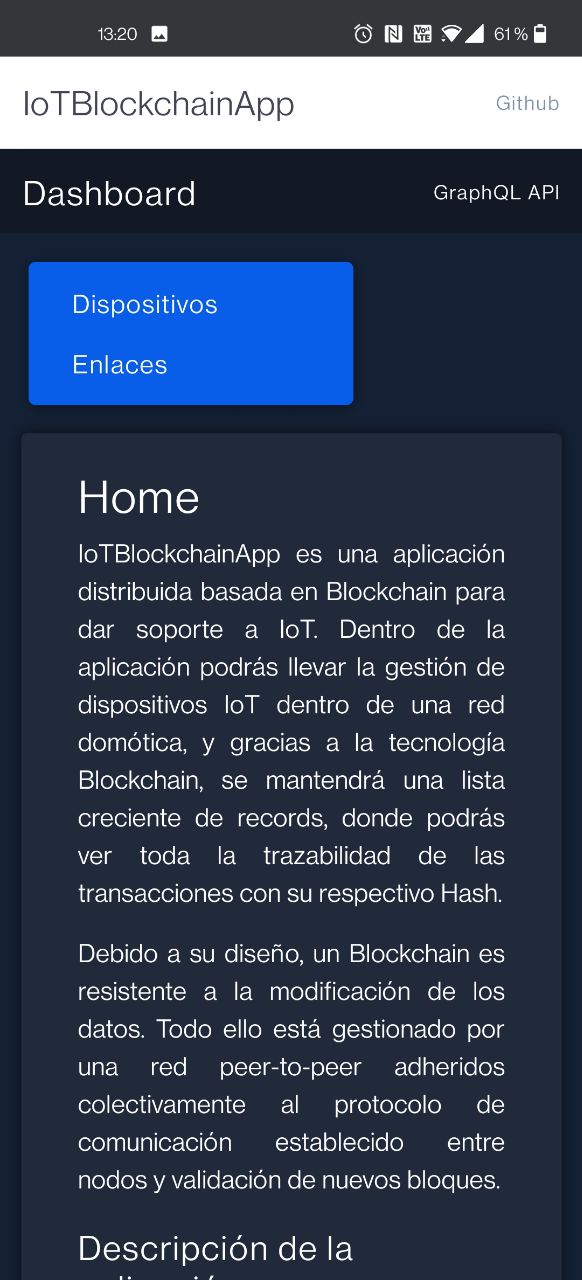 13:20 61%
IoTBlockchainApp Github
Dashboard GraphQL API
Dispositivos
Enlaces
Home
IoTBlockchainApp es una aplicación
distribuida basada en Blockchain para
dar soporte a IoT. Dentro de la
aplicación podrás llevar la gestión de
dispositivos IoT dentro de una red
domótica, y gracias a la tecnología
Blockchain, se mantendrá una lista
creciente de records, donde podrás
ver toda la trazabilidad de las
transacciones con su respectivo Hash.
Debido a su diseño, un Blockchain es
resistente a la modificación de los
datos. Todo ello está gestionado por
una red peer-to-peer adheridos
colectivamente al protocolo de
comunicación establecido entre
nodos y validación de nuevos bloques.
Descripción de la